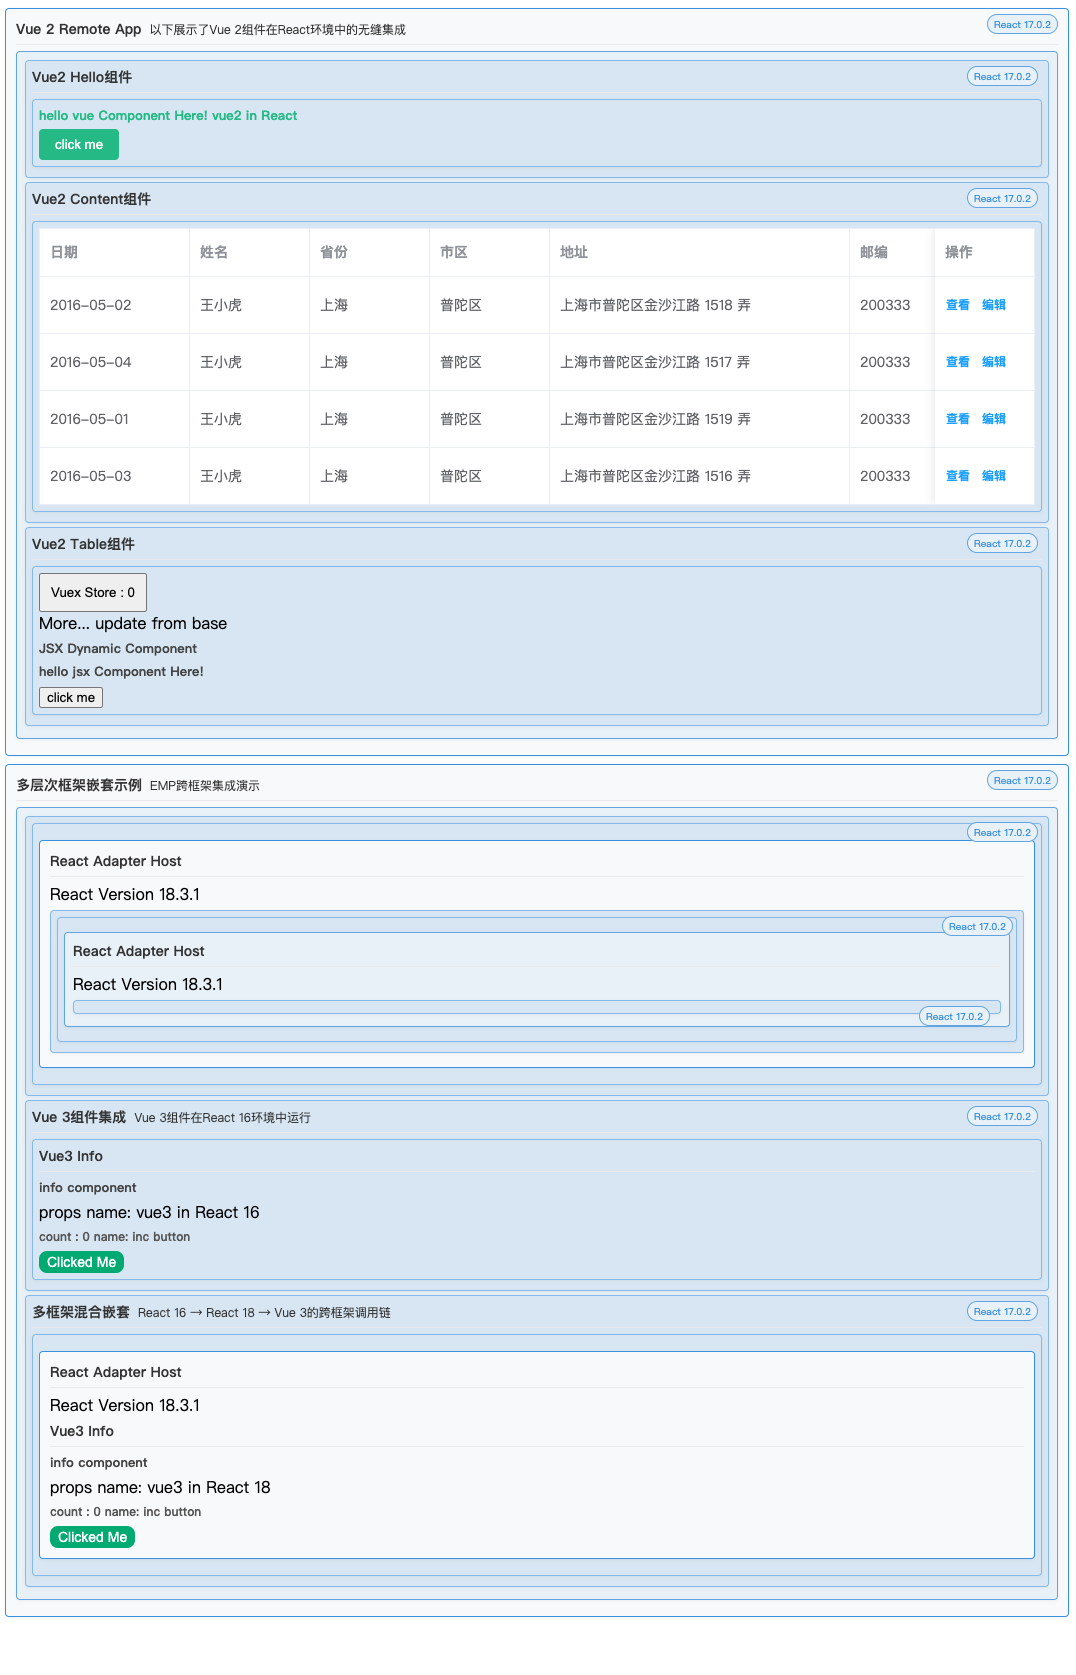 Vue 2 Remote App 以下展示了Vue 2组件在React环境中的无缝集成 React 17.0.2
Vue2 Hello组件 React 17.0.2
hello vue Component Here! vue2 in React
click me
Vue2 Content组件 React 17.0.2
日期 姓名 省份 市区 地址 邮编 操作
2016-05-02 王小虎 上海 普陀区 上海市普陀区金沙江路 1518 弄 200333 查看 编辑
2016-05-04 王小虎 上海 普陀区 上海市普陀区金沙江路 1517 弄 200333 查看 编辑
2016-05-01 王小虎 上海 普陀区 上海市普陀区金沙江路 1519 弄 200333 查看 编辑
2016-05-03 王小虎 上海 普陀区 上海市普陀区金沙江路 1516 弄 200333 查看 编辑
Vue2 Table组件 React 17.0.2
Vuex Store : 0
More... update from base
JSX Dynamic Component
hello jsx Component Here!
click me
多层次框架嵌套示例 EMP跨框架集成演示 React 17.0.2
React 17.0.2
React Adapter Host
React Version 18.3.1
React 17.0.2
React Adapter Host
React Version 18.3.1
React 17.0.2
Vue 3组件集成 Vue 3组件在React 16环境中运行 React 17.0.2
Vue3 Info
info component
props name: vue3 in React 16
count : 0 name: inc button
Clicked Me
多框架混合嵌套 React 16 → React 18 → Vue 3的跨框架调用链 React 17.0.2
React Adapter Host
React Version 18.3.1
Vue3 Info
info component
props name: vue3 in React 18
count : 0 name: inc button
Clicked Me